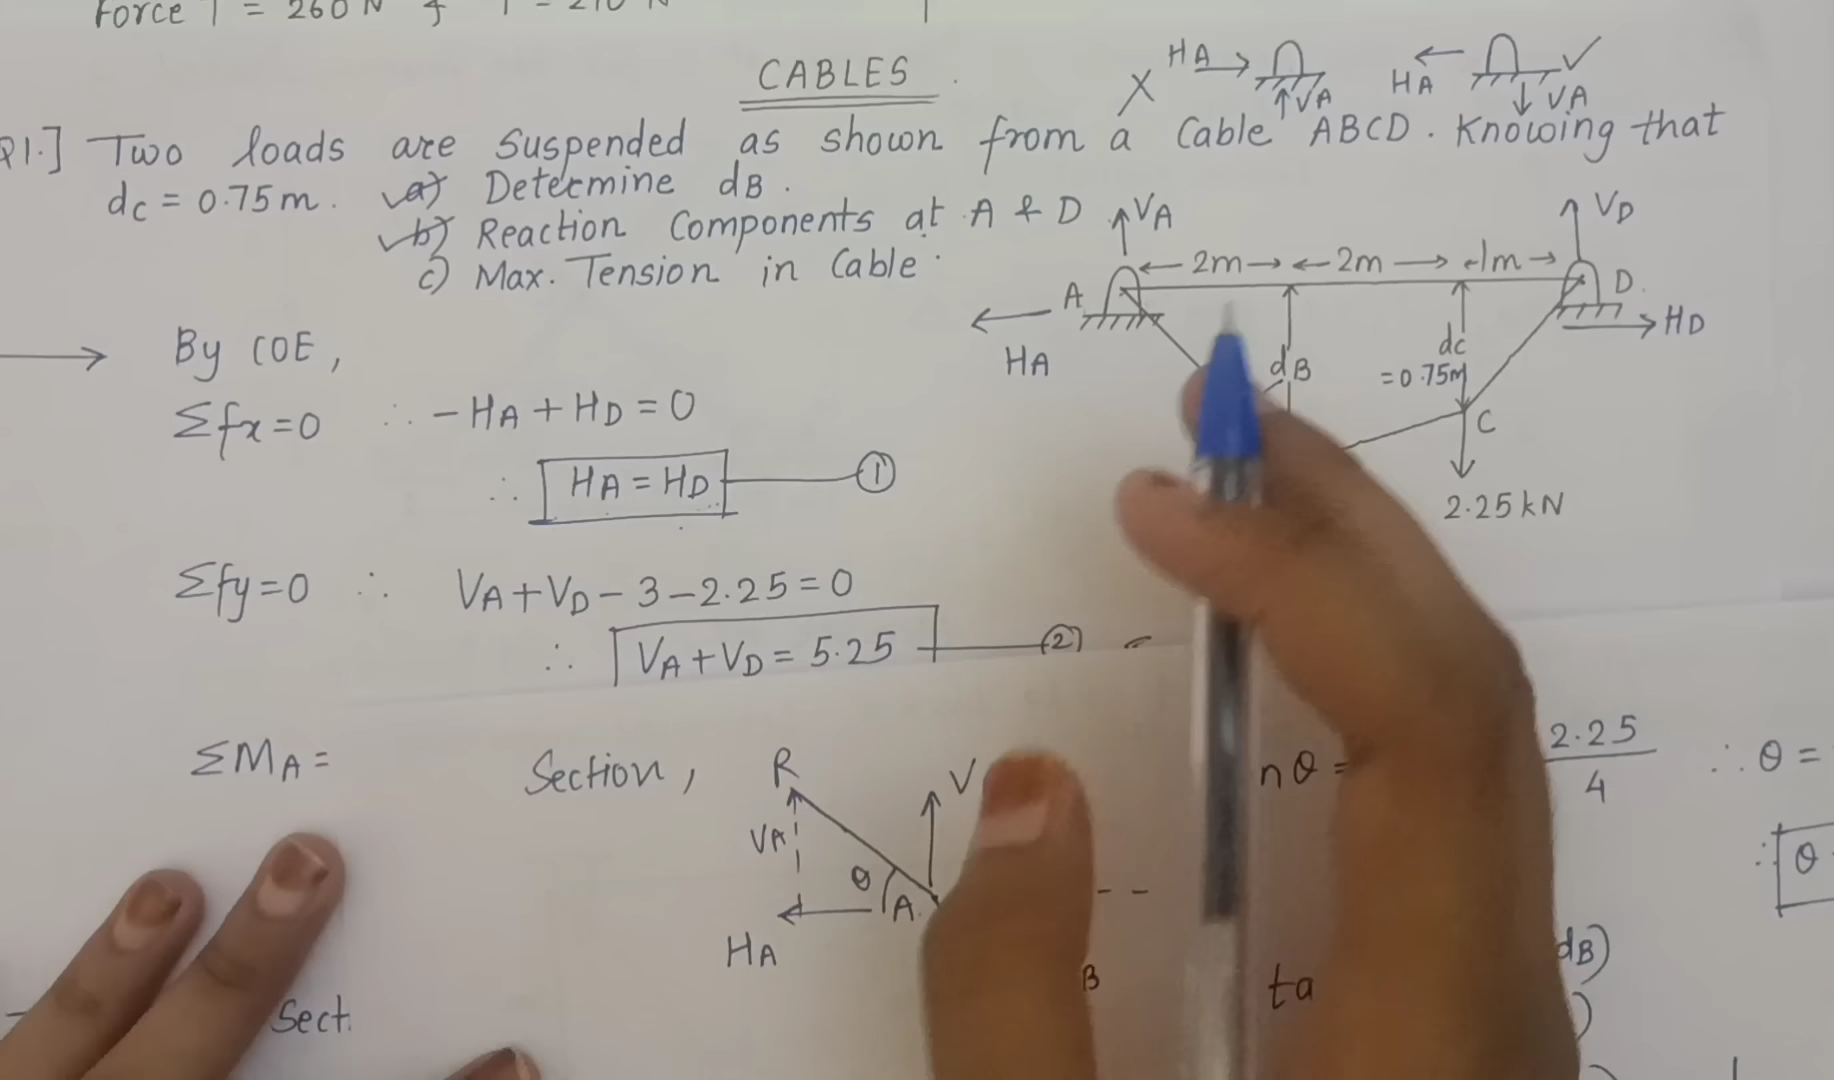 Force T = 260 N & T = 210 N
CABLES
X HA VA HA VA ✓
Q1.] Two loads are suspended as shown from a Cable ABCD. Knowing that
dc = 0.75m. a) Determine dB.
b) Reaction Components at A & D
c) Max. Tension in Cable.
VA VD
2m 2m 1m
A D.
HA HD
dB dc
= 0.75m
C
2.25 kN
By COE,
Σfx=0 ∴ -HA + HD = 0
∴ HA = HD ①
Σfy=0 ∴ VA+VD - 3 - 2.25 = 0
∴ VA+VD = 5.25 ②
ΣMA=
Section, R V
VA θ A.
HA
nθ = 2.25 / 4 ∴ θ =
∴ θ
B
dB)
ta
Sect